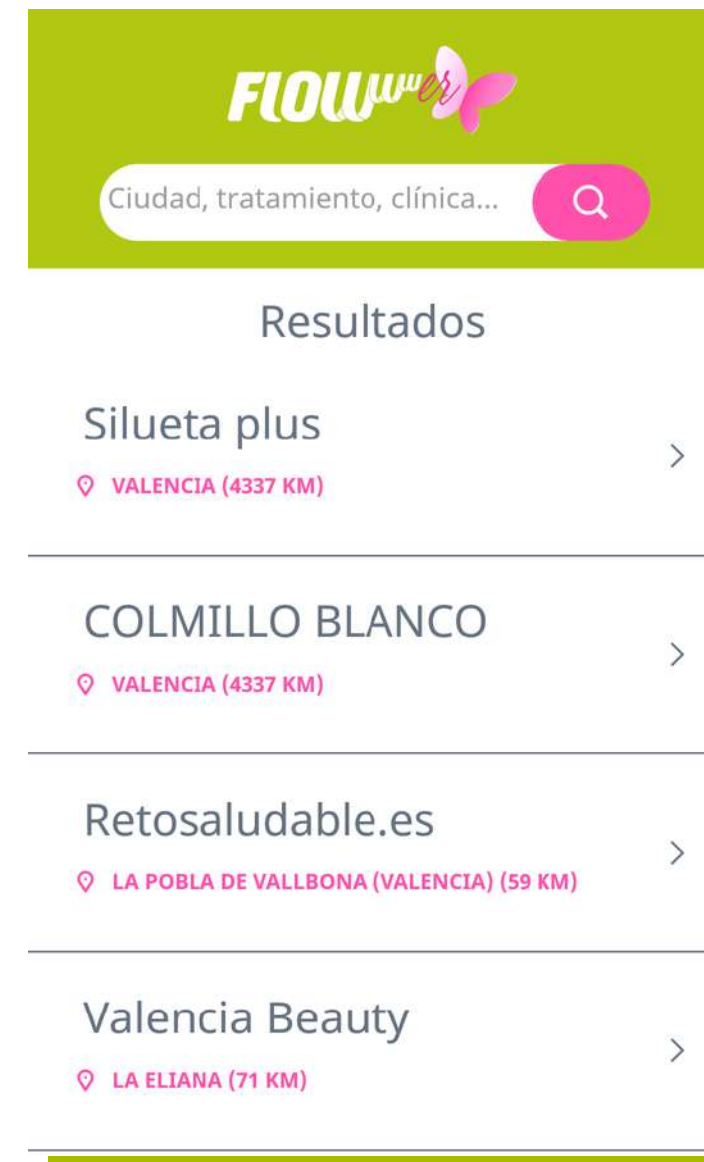 Flowwwer
Ciudad, tratamiento, clínica...
Resultados
Silueta plus
VALENCIA (4337 KM)
COLMILLO BLANCO
VALENCIA (4337 KM)
Retosaludable.es
LA POBLA DE VALLBONA (VALENCIA) (59 KM)
Valencia Beauty
LA ELIANA (71 KM)